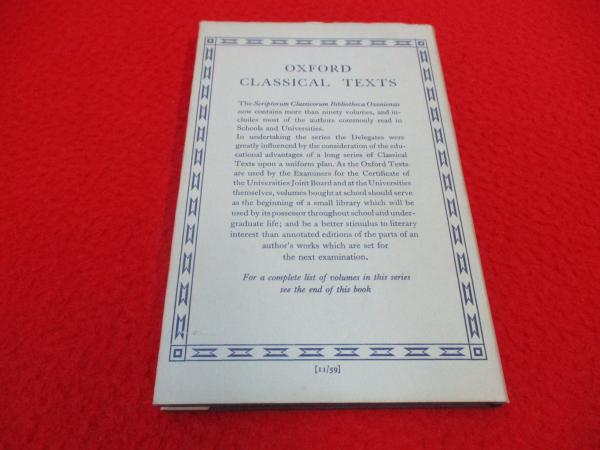 OXFORD
CLASSICAL TEXTS
The Scriptorum Classicorum Bibliotheca Oxoniensis
now contains more than ninety volumes, and in-
cludes most of the authors commonly read in
Schools and Universities.
In undertaking the series the Delegates were
greatly influenced by the consideration of the edu-
cational advantages of a long series of Classical
Texts upon a uniform plan. As the Oxford Texts
are used by the Examiners for the Certificate of
the Universities Joint Board and at the Universities
themselves, volumes bought at school should serve
as the beginning of a small library which will be
used by its possessor throughout school and under-
graduate life; and be a better stimulus to literary
interest than annotated editions of the parts of an
author's works which are set for
the next examination.
For a complete list of volumes in this series
see the end of this book
[11/59]